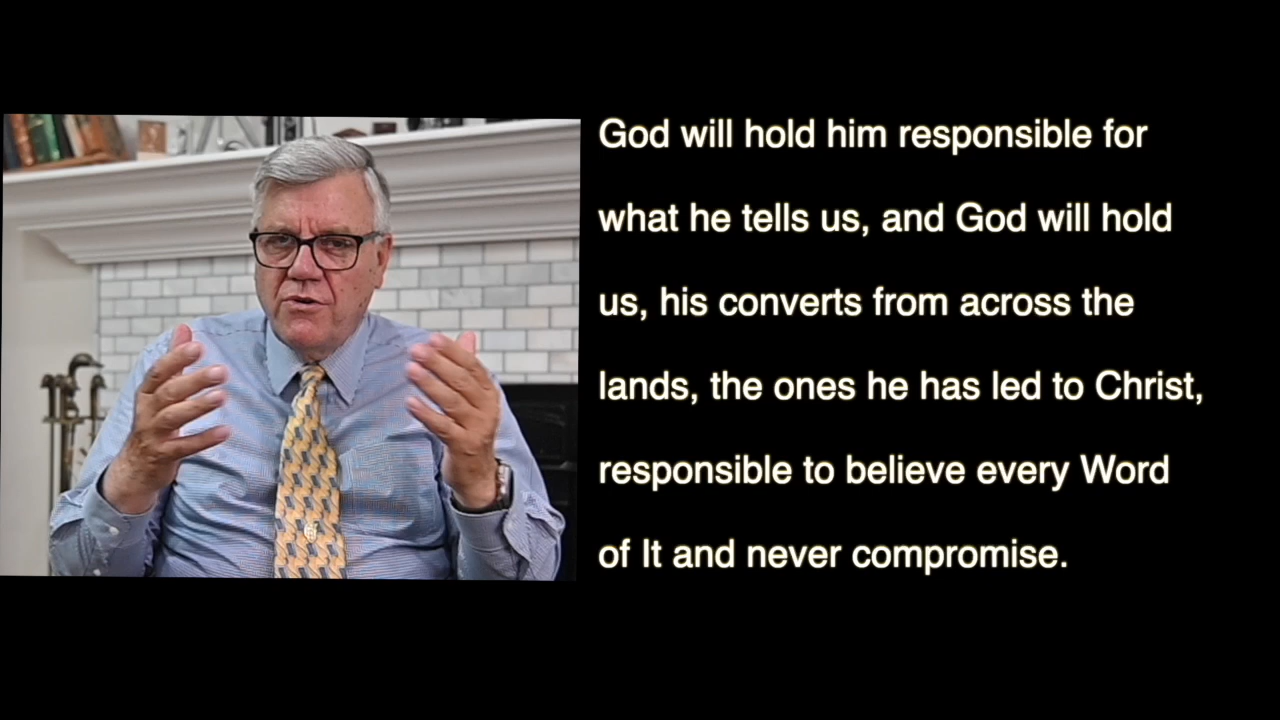 God will hold him responsible for
what he tells us, and God will hold
us, his converts from across the
lands, the ones he has led to Christ,
responsible to believe every Word
of It and never compromise.